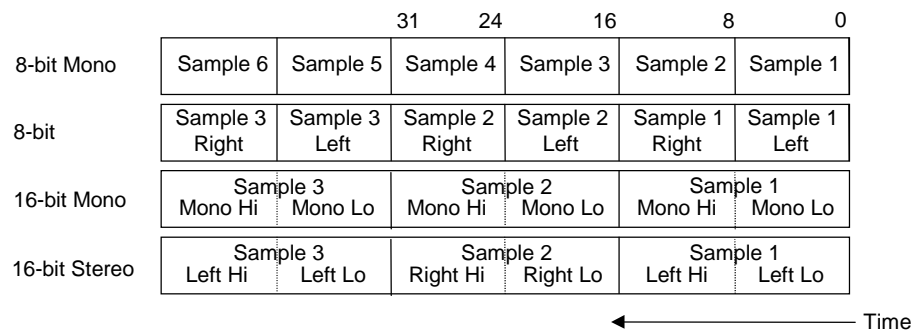 31 24 16 8 0
8-bit Mono Sample 6 Sample 5 Sample 4 Sample 3 Sample 2 Sample 1
8-bit Sample 3 Right Sample 3 Left Sample 2 Right Sample 2 Left Sample 1 Right Sample 1 Left
16-bit Mono Sample 3 Mono Hi Mono Lo Sample 2 Mono Hi Mono Lo Sample 1 Mono Hi Mono Lo
16-bit Stereo Sample 3 Left Hi Left Lo Sample 2 Right Hi Right Lo Sample 1 Left Hi Left Lo
Time